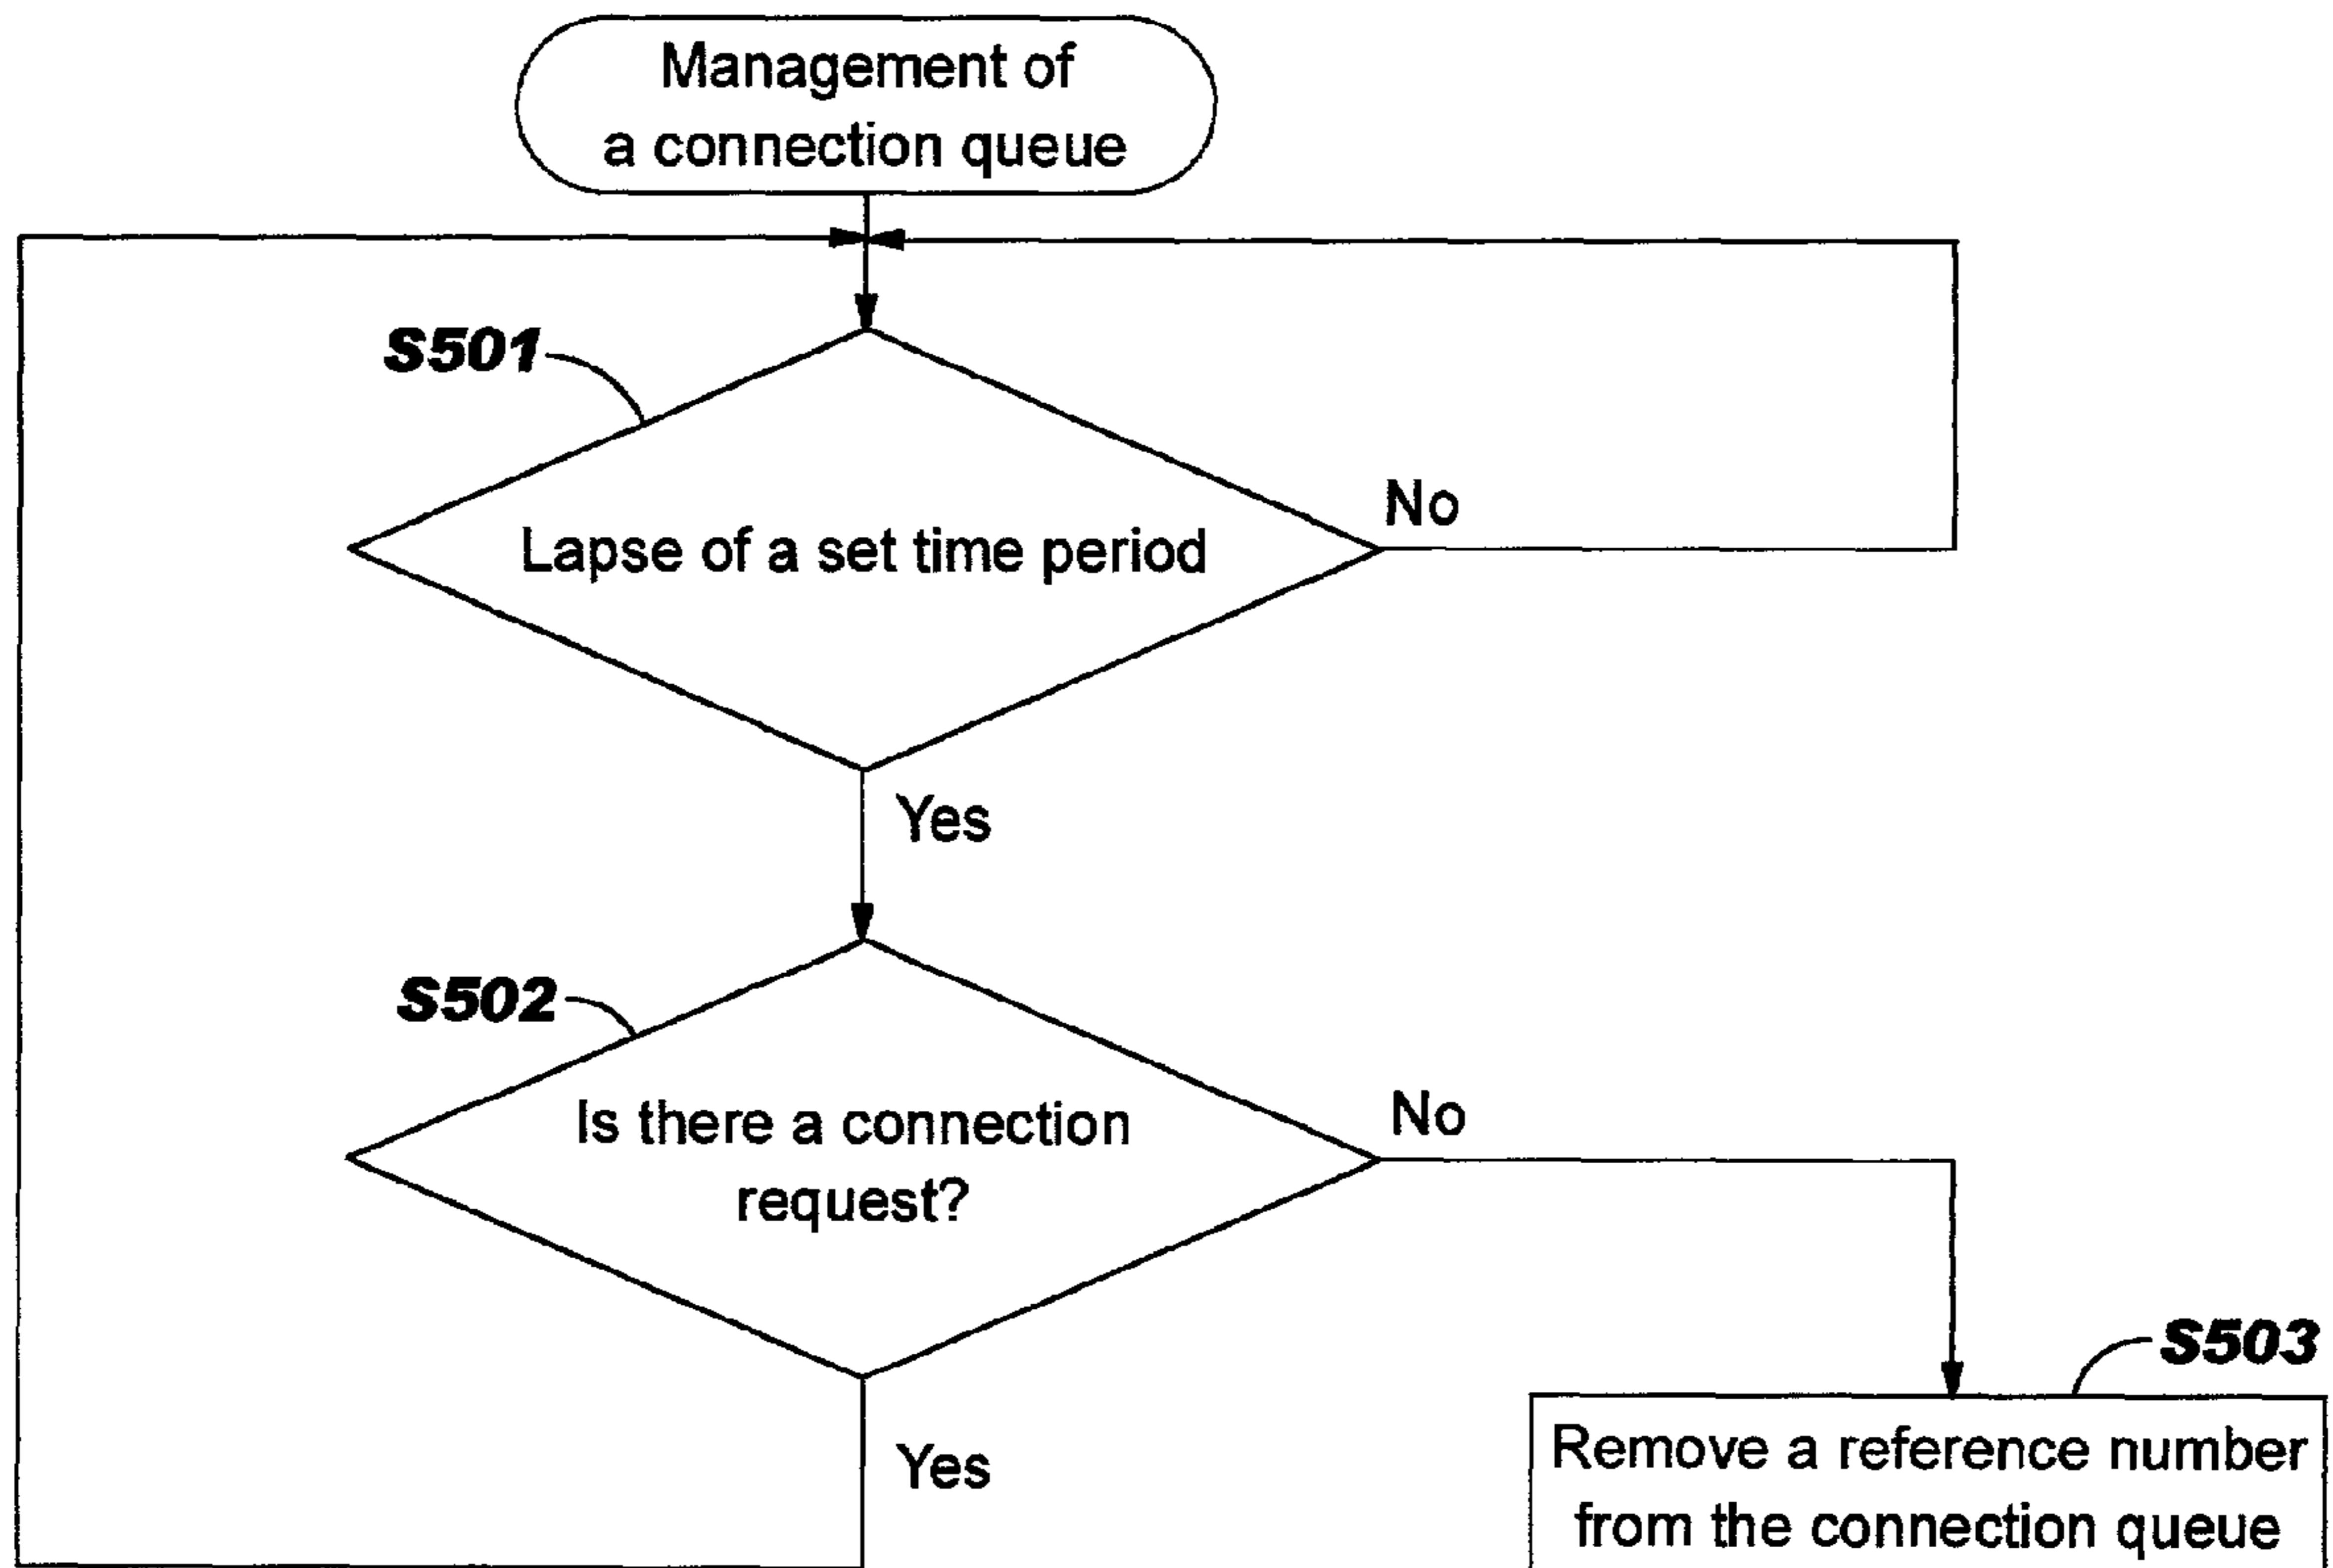 Management of
a connection queue
S501
No
Lapse of a set time period
Yes
S502
Is there a connection
request?
No
S503
Yes
Remove a reference number
from the connection queue